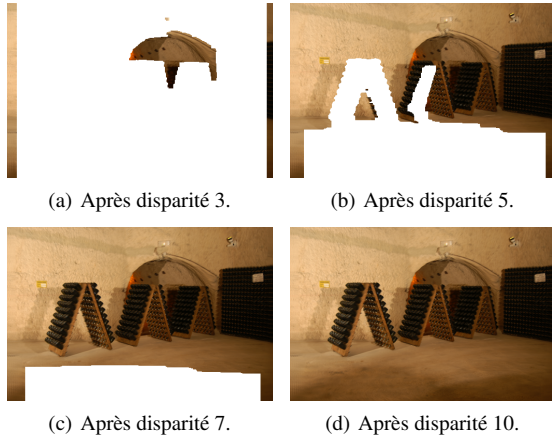 (a) Après disparité 3.
(b) Après disparité 5.
(c) Après disparité 7.
(d) Après disparité 10.